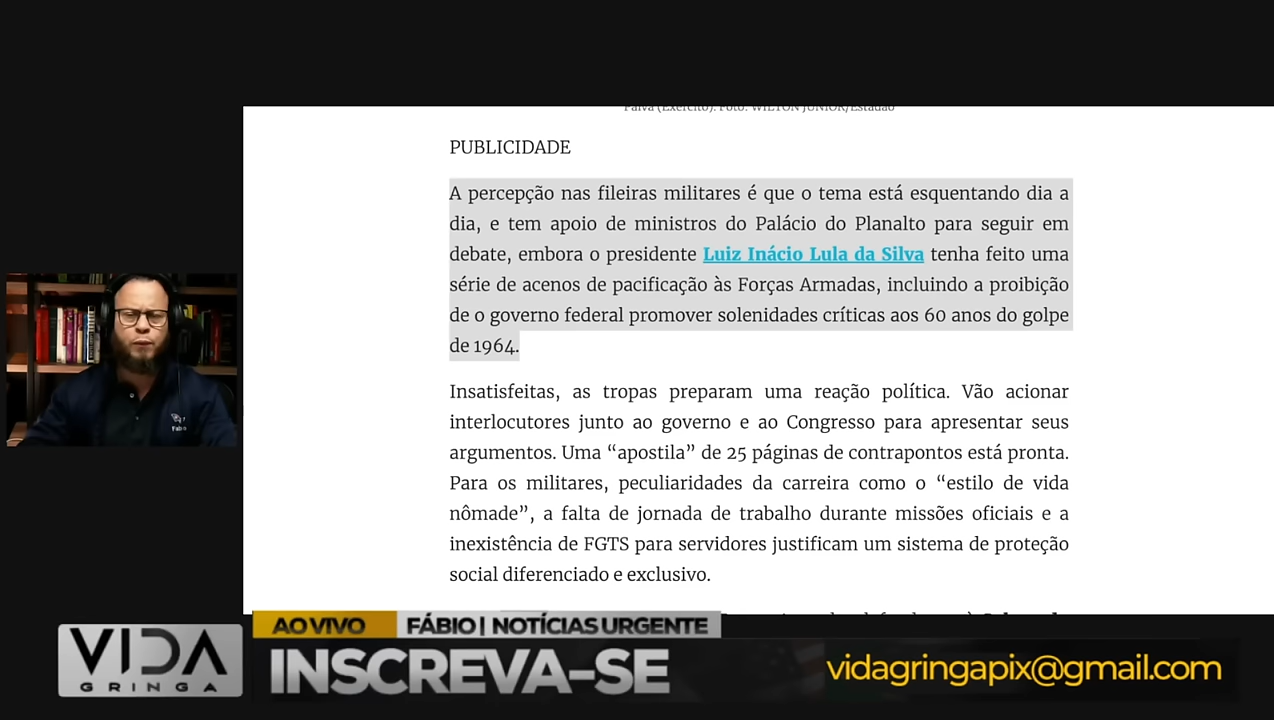 Paiva (Exército). Foto: WILTON JUNIOR/Estadão
PUBLICIDADE
A percepção nas fileiras militares é que o tema está esquentando dia a
dia, e tem apoio de ministros do Palácio do Planalto para seguir em
debate, embora o presidente Luiz Inácio Lula da Silva tenha feito uma
série de acenos de pacificação às Forças Armadas, incluindo a proibição
de o governo federal promover solenidades críticas aos 60 anos do golpe
de 1964.
Insatisfeitas, as tropas preparam uma reação política. Vão acionar
interlocutores junto ao governo e ao Congresso para apresentar seus
argumentos. Uma “apostila” de 25 páginas de contrapontos está pronta.
Para os militares, peculiaridades da carreira como o “estilo de vida
nômade”, a falta de jornada de trabalho durante missões oficiais e a
inexistência de FGTS para servidores justificam um sistema de proteção
social diferenciado e exclusivo.
AO VIVO FÁBIO | NOTÍCIAS URGENTE
VIDA
GRINGA
INSCREVA-SE
vidagringapix@gmail.com